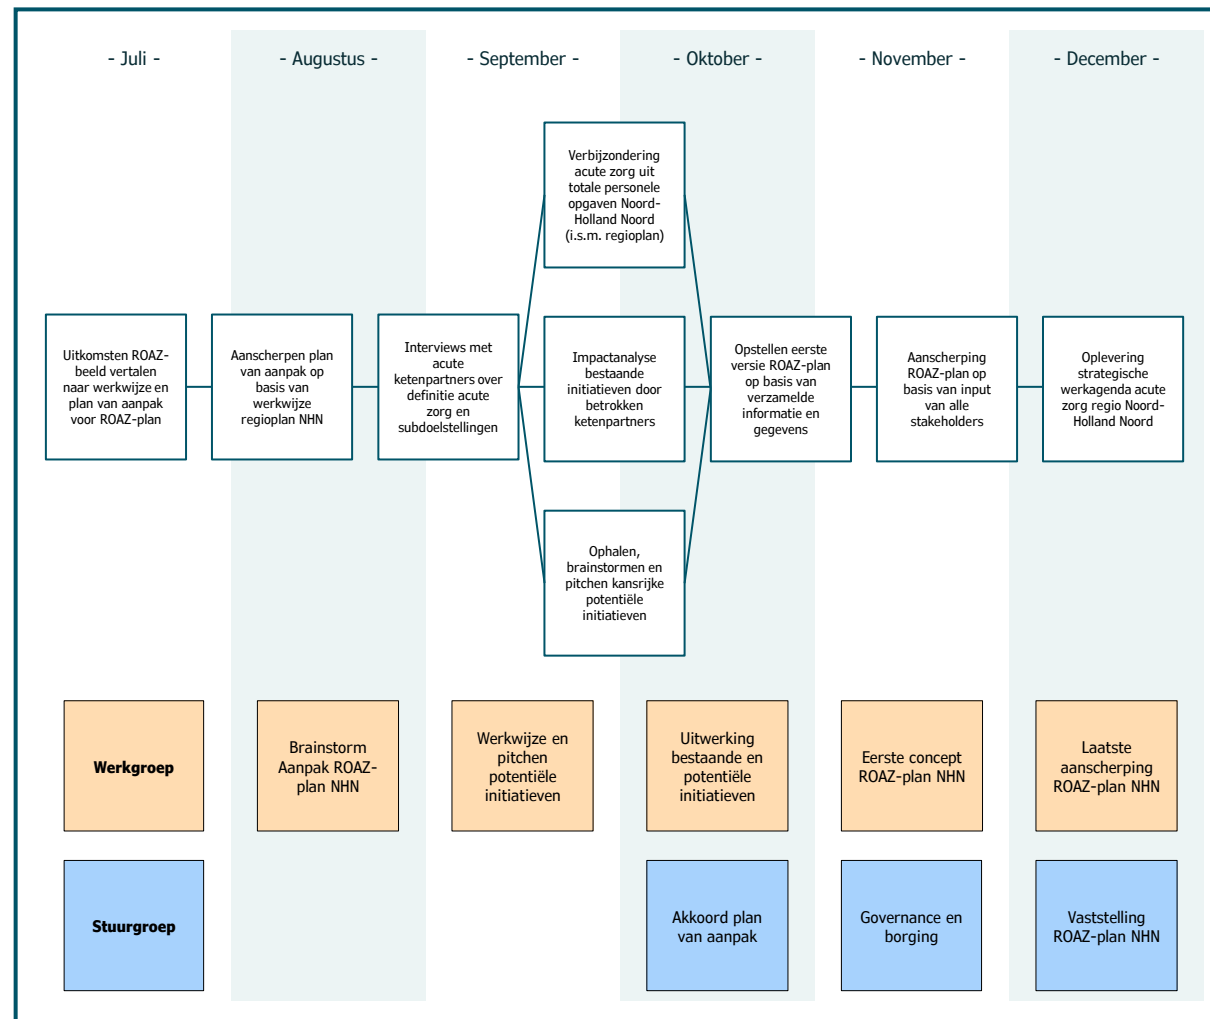 - Juli -
- Augustus -
- September -
- Oktober -
- November -
- December -
Verbijzondering
acute zorg uit
totale personele
opgaven Noord-
Holland Noord
(i.s.m. regioplan)
Uitkomsten ROAZ-
beeld vertalen
naar werkwijze en
plan van aanpak
voor ROAZ-plan
Aanscherpen plan
van aanpak op
basis van
werkwijze
regioplan NHN
Interviews met
acute
ketenpartners over
definitie acute
zorg en
subdoelstellingen
Impactanalyse
bestaande
initiatieven door
betrokken
ketenpartners
Opstellen eerste
versie ROAZ-plan
op basis van
verzamelde
informatie en
gegevens
Aanscherping
ROAZ-plan op
basis van input
van alle
stakeholders
Oplevering
strategische
werkagenda acute
zorg regio Noord-
Holland Noord
Ophalen,
brainstormen en
pitchen kansrijke
potentiële
initiatieven
Werkgroep
Brainstorm
Aanpak ROAZ-
plan NHN
Werkwijze en
pitchen
potentiële
initiatieven
Uitwerking
bestaande en
potentiële
initiatieven
Eerste concept
ROAZ-plan NHN
Laatste
aanscherping
ROAZ-plan NHN
Stuurgroep
Akkoord plan
van aanpak
Governance en
borging
Vaststelling
ROAZ-plan NHN